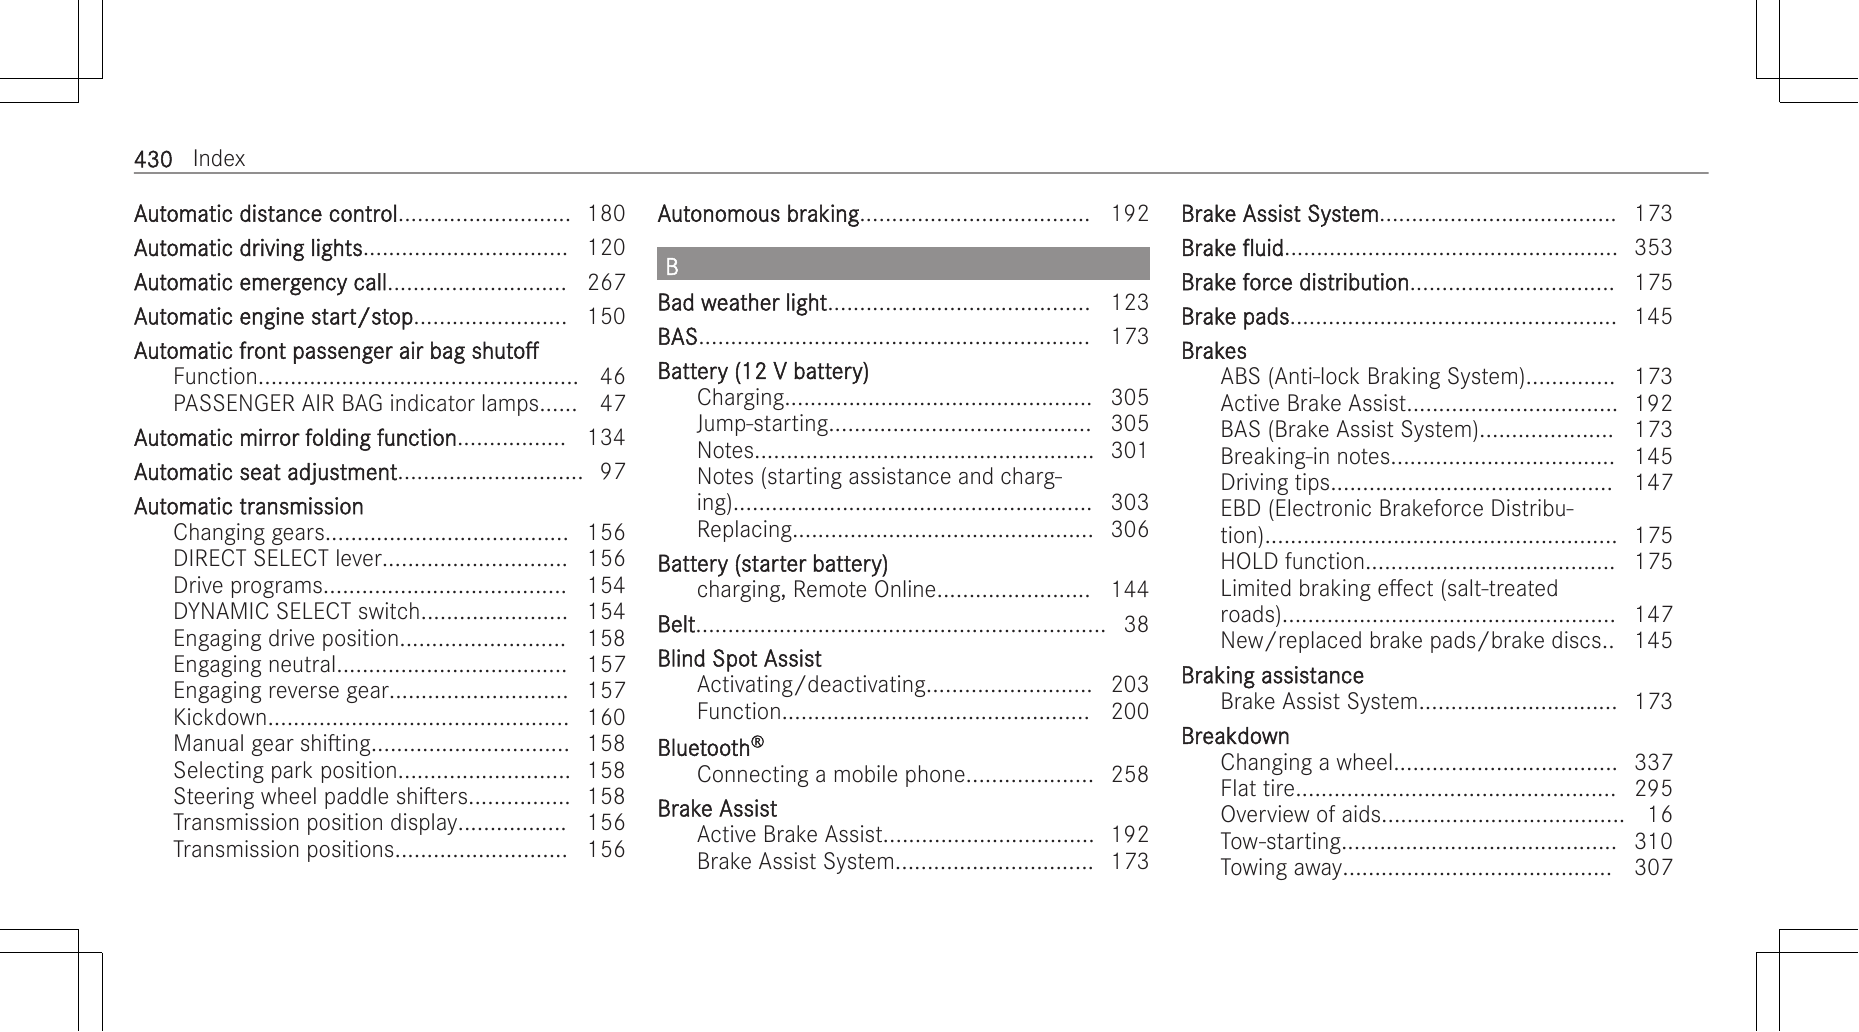 430 Index
Automatic distance control........................... 180
Automatic driving lights................................ 120
Automatic emergency call............................ 267
Automatic engine start/stop........................ 150
Automatic front passenger air bag shutoff
Function.................................................. 46
PASSENGER AIR BAG indicator lamps...... 47
Automatic mirror folding function................. 134
Automatic seat adjustment............................. 97
Automatic transmission
Changing gears...................................... 156
DIRECT SELECT lever............................. 156
Drive programs...................................... 154
DYNAMIC SELECT switch....................... 154
Engaging drive position.......................... 158
Engaging neutral.................................... 157
Engaging reverse gear............................ 157
Kickdown............................................... 160
Manual gear shifting............................... 158
Selecting park position........................... 158
Steering wheel paddle shifters................ 158
Transmission position display................. 156
Transmission positions........................... 156
Autonomous braking.................................... 192
B
Bad weather light......................................... 123
BAS............................................................. 173
Battery (12 V battery)
Charging................................................ 305
Jump-starting......................................... 305
Notes..................................................... 301
Notes (starting assistance and charg-
ing)........................................................ 303
Replacing............................................... 306
Battery (starter battery)
charging, Remote Online........................ 144
Belt................................................................ 38
Blind Spot Assist
Activating/deactivating.......................... 203
Function................................................ 200
Bluetooth®
Connecting a mobile phone.................... 258
Brake Assist
Active Brake Assist................................. 192
Brake Assist System............................... 173
Brake Assist System..................................... 173
Brake fluid.................................................... 353
Brake force distribution................................ 175
Brake pads................................................... 145
Brakes
ABS (Anti-lock Braking System).............. 173
Active Brake Assist................................. 192
BAS (Brake Assist System)..................... 173
Breaking-in notes................................... 145
Driving tips............................................ 147
EBD (Electronic Brakeforce Distribu-
tion)....................................................... 175
HOLD function....................................... 175
Limited braking effect (salt-treated
roads).................................................... 147
New/replaced brake pads/brake discs.. 145
Braking assistance
Brake Assist System............................... 173
Breakdown
Changing a wheel................................... 337
Flat tire.................................................. 295
Overview of aids...................................... 16
Tow-starting........................................... 310
Towing away.......................................... 307